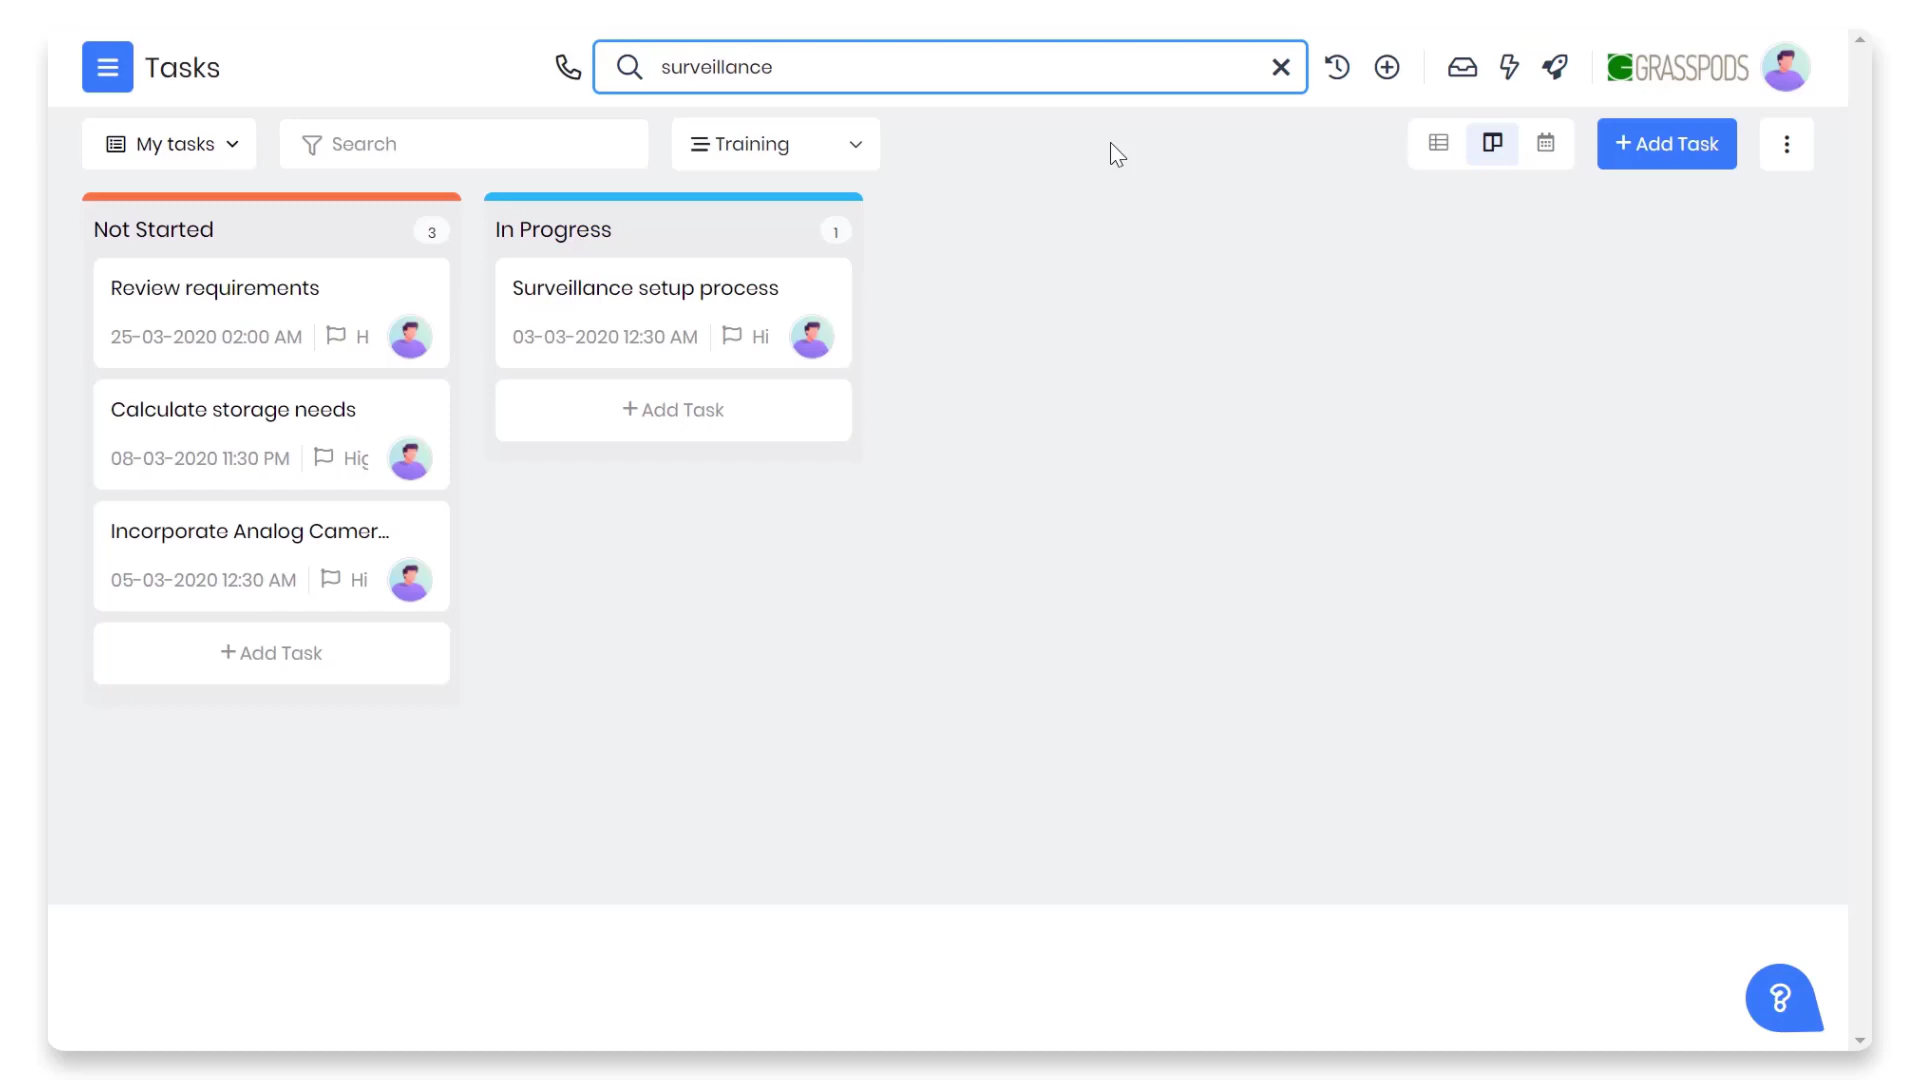 Tasks
surveillance
GRASSPODS
My tasks
Search
Training
+ Add Task
Not Started
3
Review requirements
25-03-2020 02:00 AM
H
Calculate storage needs
08-03-2020 11:30 PM
Hig
Incorporate Analog Camer...
05-03-2020 12:30 AM
Hi
+ Add Task
In Progress
1
Surveillance setup process
03-03-2020 12:30 AM
Hi
+ Add Task
?